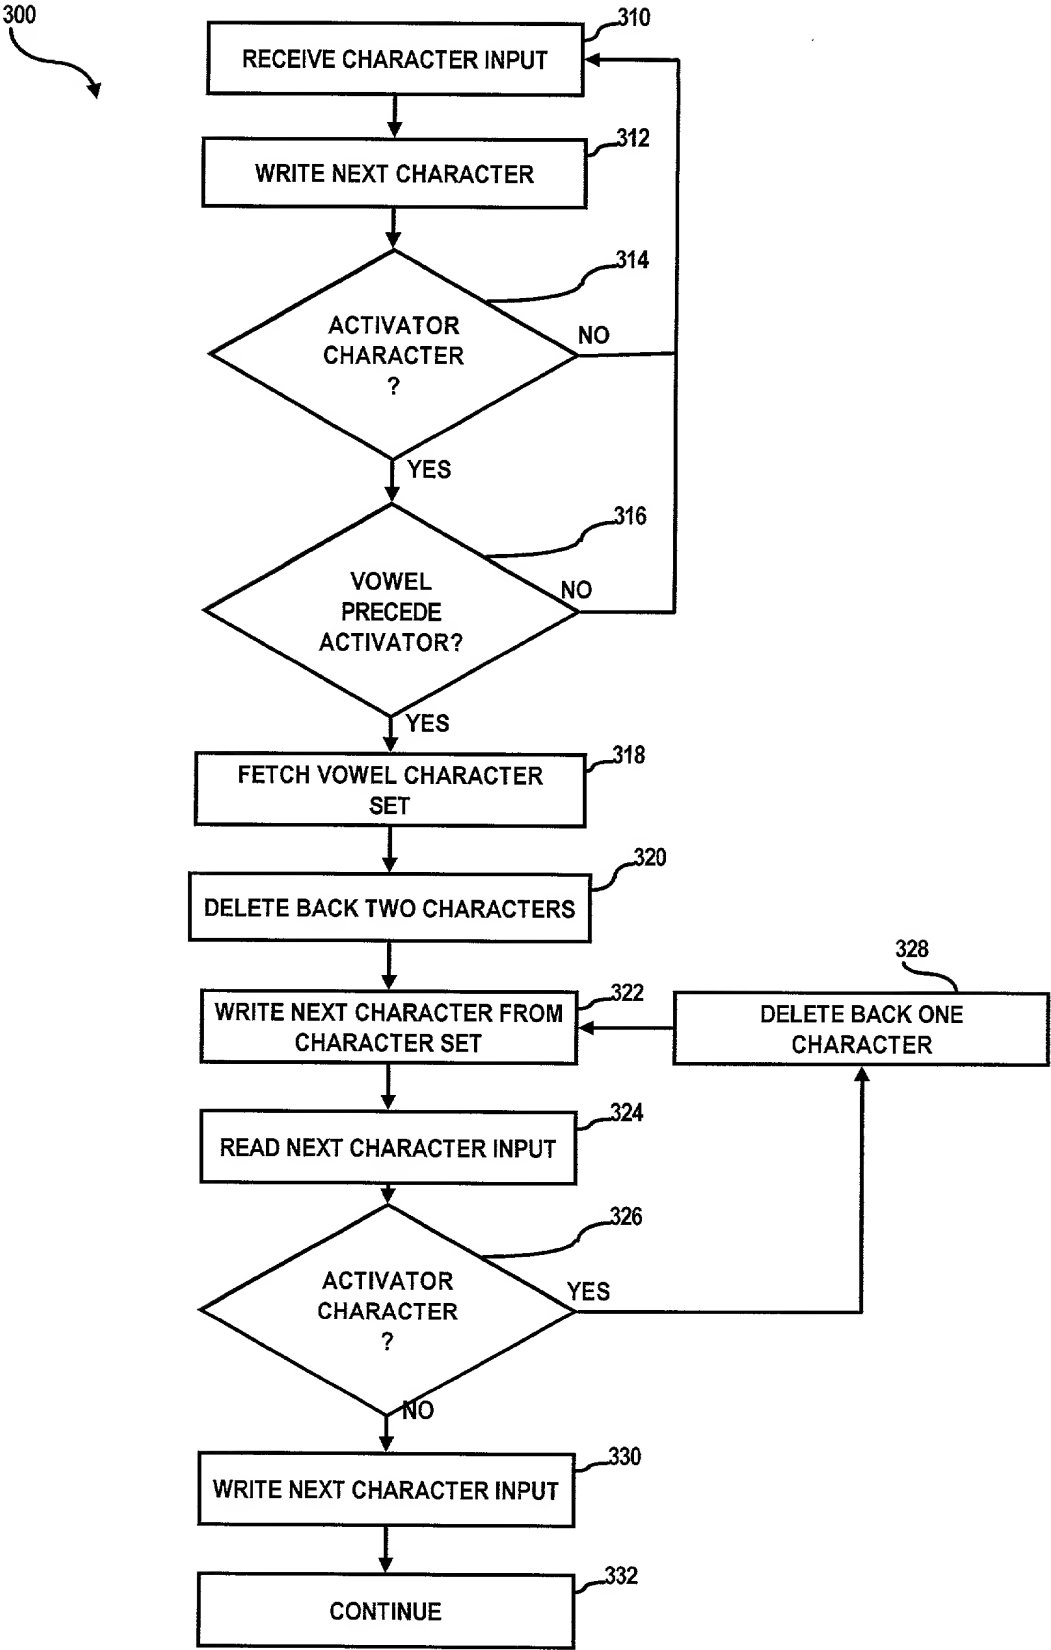 300
310
RECEIVE CHARACTER INPUT
312
WRITE NEXT CHARACTER
314
ACTIVATOR
CHARACTER
?
NO
YES
316
VOWEL
PRECEDE
ACTIVATOR?
NO
YES
318
FETCH VOWEL CHARACTER
SET
320
DELETE BACK TWO CHARACTERS
322
WRITE NEXT CHARACTER FROM
CHARACTER SET
328
DELETE BACK ONE
CHARACTER
324
READ NEXT CHARACTER INPUT
326
ACTIVATOR
CHARACTER
?
YES
NO
330
WRITE NEXT CHARACTER INPUT
332
CONTINUE